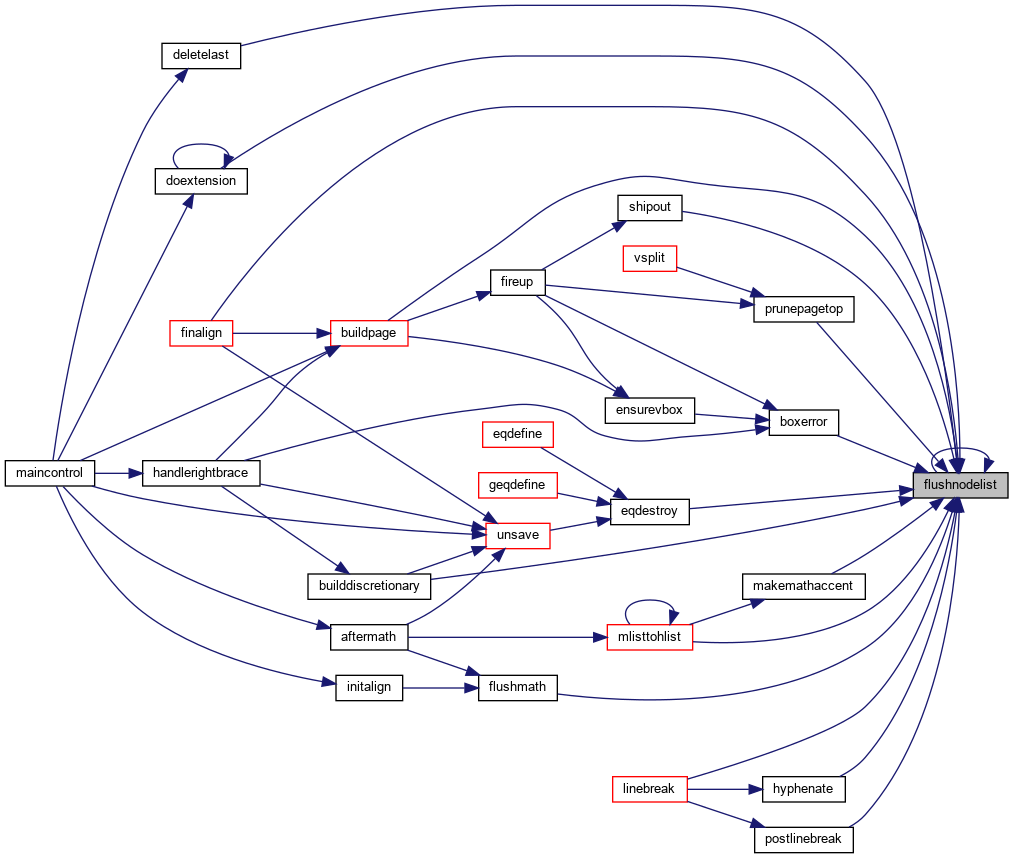 deletelast
doextension
shipout
vsplit
fireup
prunepagetop
finalign
buildpage
ensurevbox
boxerror
eqdefine
maincontrol
handlerightbrace
geqdefine
flushnodelist
eqdestroy
unsave
builddiscretionary
makemathaccent
aftermath
mlisttohlist
initalign
flushmath
linebreak
hyphenate
postlinebreak